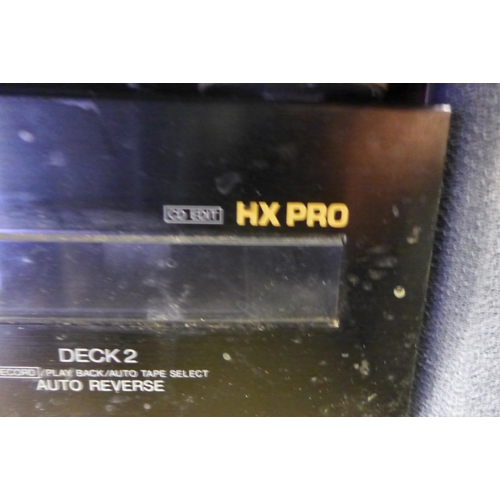 CD EDIT HX PRO
DECK 2
RECORD/PLAY BACK/AUTO TAPE SELECT
AUTO REVERSE